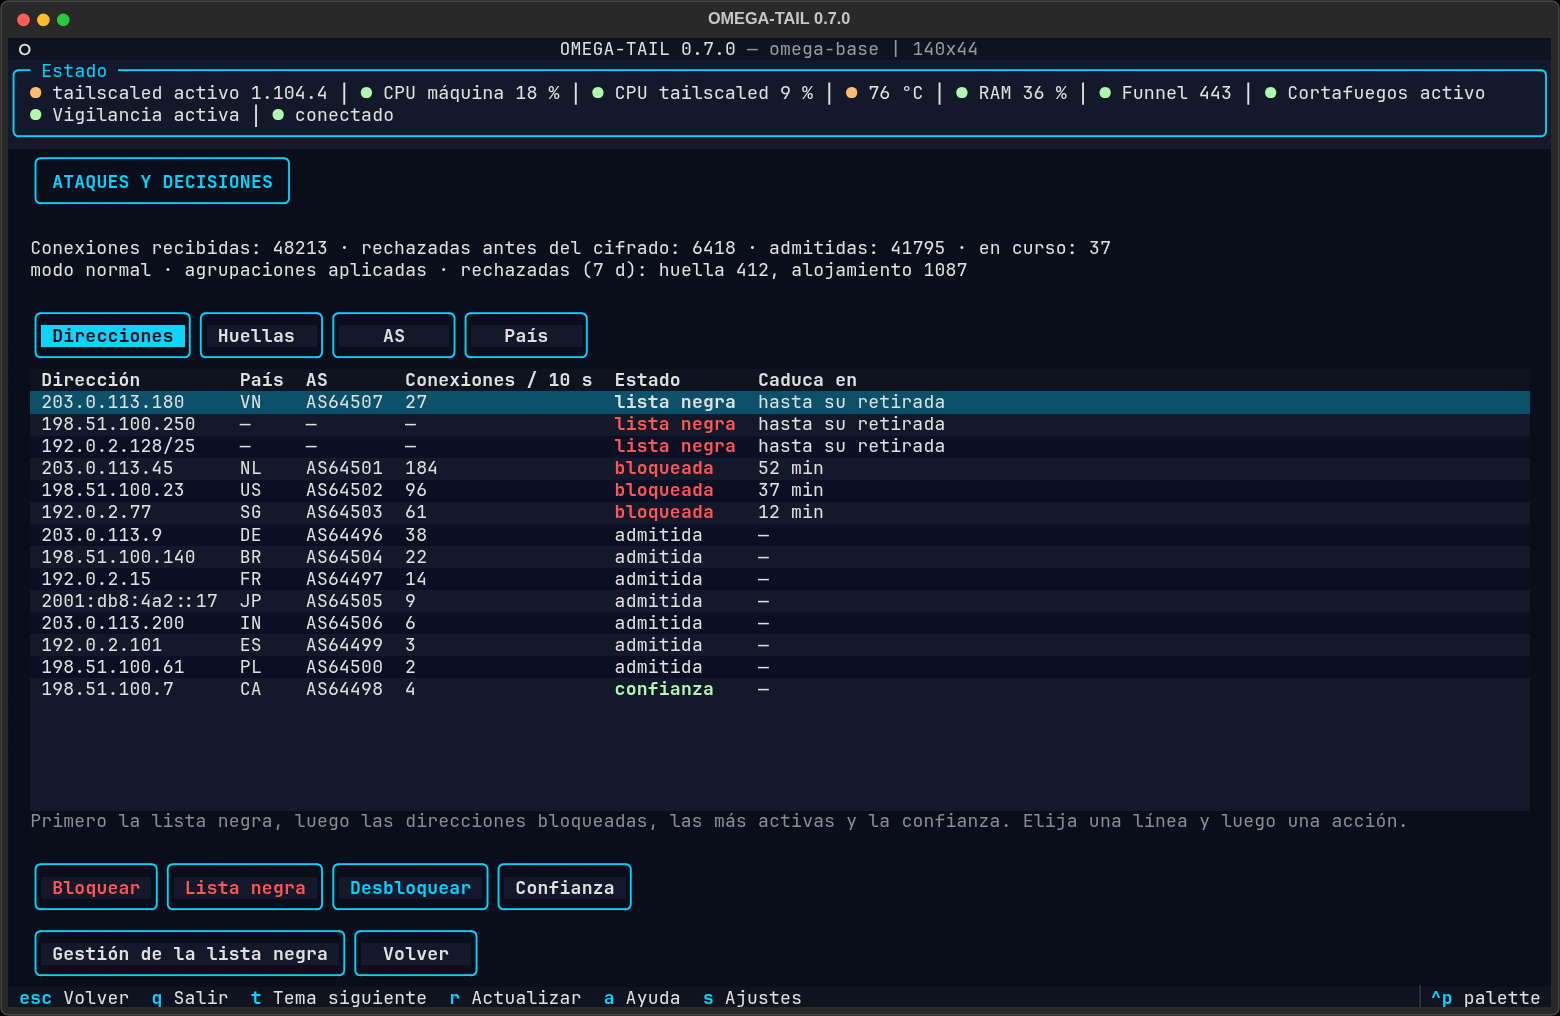 OMEGA-TAIL 0.7.0
OMEGA-TAIL 0.7.0 — omega-base | 140x44
Estado
tailscaled activo 1.104.4 │ ● CPU máquina 18 % │ ● CPU tailscaled 9 % │ ● 76 °C │ ● RAM 36 % │ ● Funnel 443 │ ● Cortafuegos activo
● Vigilancia activa │ ● conectado
ATAQUES Y DECISIONES
Conexiones recibidas: 48213 · rechazadas antes del cifrado: 6418 · admitidas: 41795 · en curso: 37
modo normal · agrupaciones aplicadas · rechazadas (7 d): huella 412, alojamiento 1087
Direcciones Huellas AS País
Dirección País AS Conexiones / 10 s Estado Caduca en
203.0.113.180 VN AS64507 27 lista negra hasta su retirada
198.51.100.250 — — — lista negra hasta su retirada
192.0.2.128/25 — — — lista negra hasta su retirada
203.0.113.45 NL AS64501 184 bloqueada 52 min
198.51.100.23 US AS64502 96 bloqueada 37 min
192.0.2.77 SG AS64503 61 bloqueada 12 min
203.0.113.9 DE AS64496 38 admitida —
198.51.100.140 BR AS64504 22 admitida —
192.0.2.15 FR AS64497 14 admitida —
2001:db8:4a2::17 JP AS64505 9 admitida —
203.0.113.200 IN AS64506 6 admitida —
192.0.2.101 ES AS64499 3 admitida —
198.51.100.61 PL AS64500 2 admitida —
198.51.100.7 CA AS64498 4 confianza —
Primero la lista negra, luego las direcciones bloqueadas, las más activas y la confianza. Elija una línea y luego una acción.
Bloquear Lista negra Desbloquear Confianza
Gestión de la lista negra Volver
esc Volver q Salir t Tema siguiente r Actualizar a Ayuda s Ajustes ^p palette